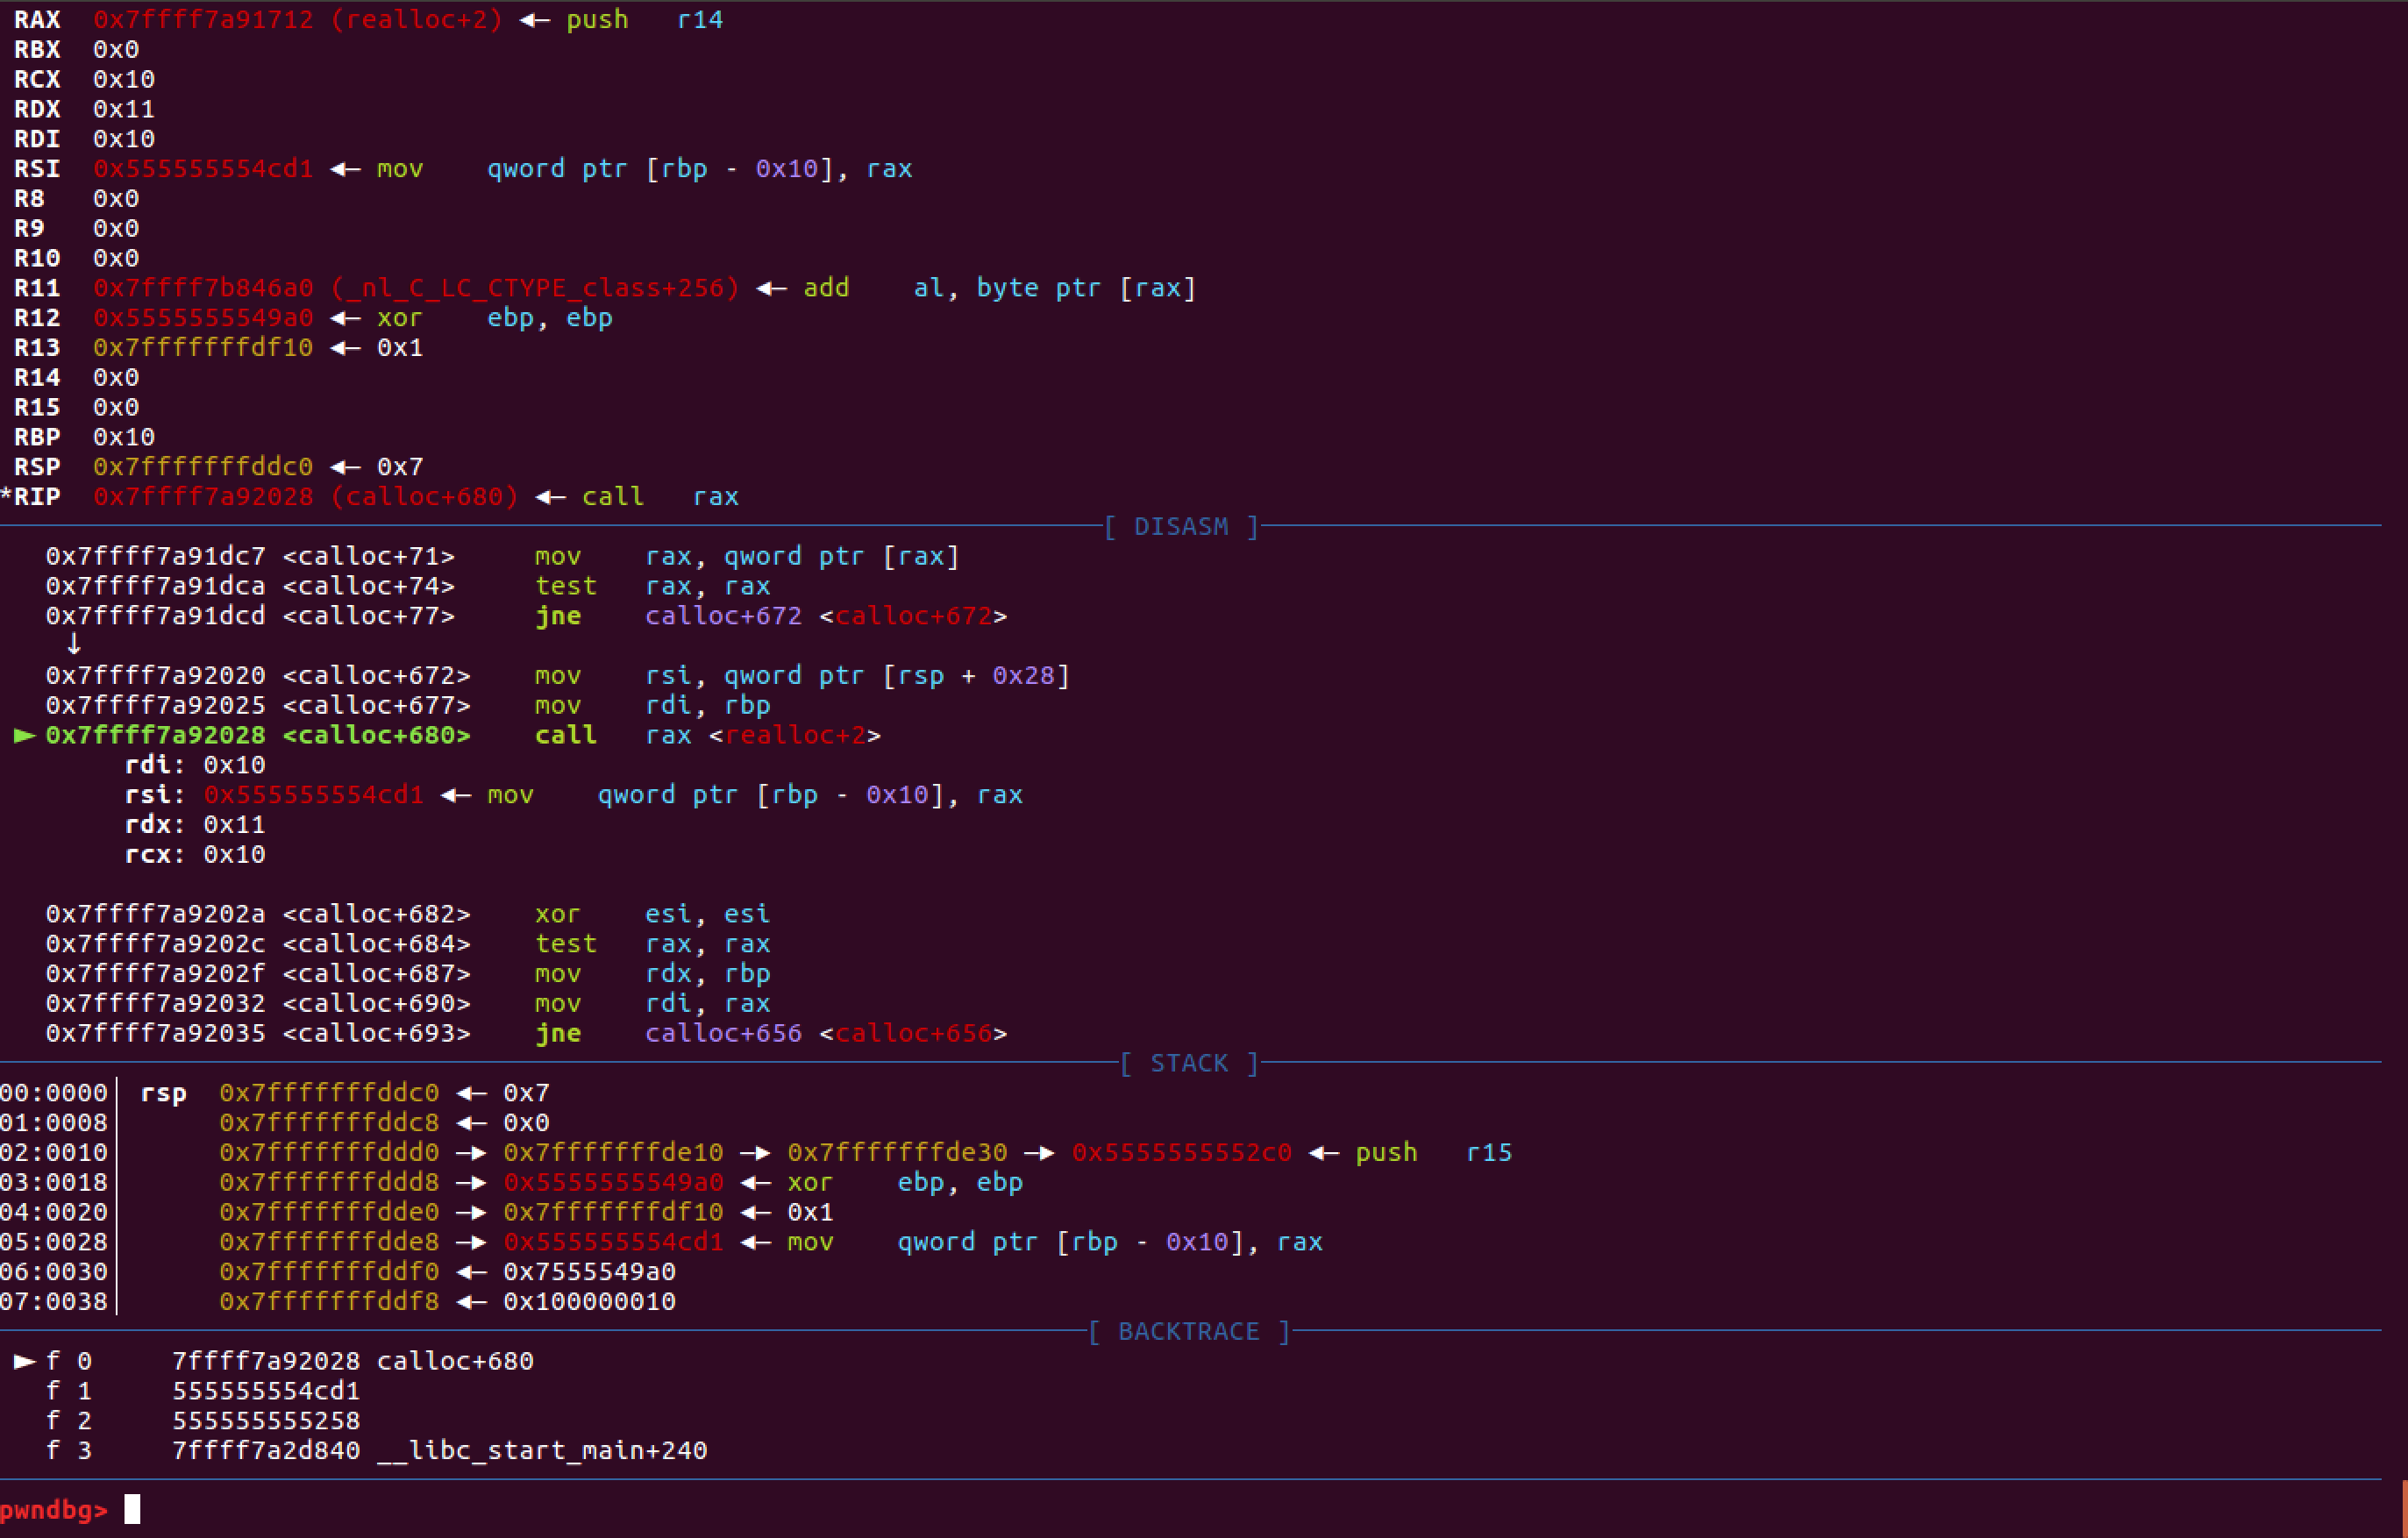 RAX 0x7ffff7a91712 (realloc+2) ◂— push r14
RBX 0x0
RCX 0x10
RDX 0x11
RDI 0x10
RSI 0x555555554cd1 ◂— mov qword ptr [rbp - 0x10], rax
R8 0x0
R9 0x0
R10 0x0
R11 0x7ffff7b846a0 (_nl_C_LC_CTYPE_class+256) ◂— add al, byte ptr [rax]
R12 0x5555555549a0 ◂— xor ebp, ebp
R13 0x7fffffffdf10 ◂— 0x1
R14 0x0
R15 0x0
RBP 0x10
RSP 0x7fffffffddc0 ◂— 0x7
*RIP 0x7ffff7a92028 (calloc+680) ◂— call rax
[ DISASM ]
0x7ffff7a91dc7 <calloc+71> mov rax, qword ptr [rax]
0x7ffff7a91dca <calloc+74> test rax, rax
0x7ffff7a91dcd <calloc+77> jne calloc+672 <calloc+672>
↓
0x7ffff7a92020 <calloc+672> mov rsi, qword ptr [rsp + 0x28]
0x7ffff7a92025 <calloc+677> mov rdi, rbp
► 0x7ffff7a92028 <calloc+680> call rax <realloc+2>
rdi: 0x10
rsi: 0x555555554cd1 ◂— mov qword ptr [rbp - 0x10], rax
rdx: 0x11
rcx: 0x10
0x7ffff7a9202a <calloc+682> xor esi, esi
0x7ffff7a9202c <calloc+684> test rax, rax
0x7ffff7a9202f <calloc+687> mov rdx, rbp
0x7ffff7a92032 <calloc+690> mov rdi, rax
0x7ffff7a92035 <calloc+693> jne calloc+656 <calloc+656>
[ STACK ]
00:0000│ rsp 0x7fffffffddc0 ◂— 0x7
01:0008│ 0x7fffffffddc8 ◂— 0x0
02:0010│ 0x7fffffffddd0 —▸ 0x7fffffffde10 —▸ 0x7fffffffde30 —▸ 0x5555555552c0 ◂— push r15
03:0018│ 0x7fffffffddd8 —▸ 0x5555555549a0 ◂— xor ebp, ebp
04:0020│ 0x7fffffffdde0 —▸ 0x7fffffffdf10 ◂— 0x1
05:0028│ 0x7fffffffdde8 —▸ 0x555555554cd1 ◂— mov qword ptr [rbp - 0x10], rax
06:0030│ 0x7fffffffddf0 ◂— 0x7555549a0
07:0038│ 0x7fffffffddf8 ◂— 0x100000010
[ BACKTRACE ]
► f 0 7ffff7a92028 calloc+680
f 1 555555554cd1
f 2 555555555258
f 3 7ffff7a2d840 __libc_start_main+240
pwndbg>